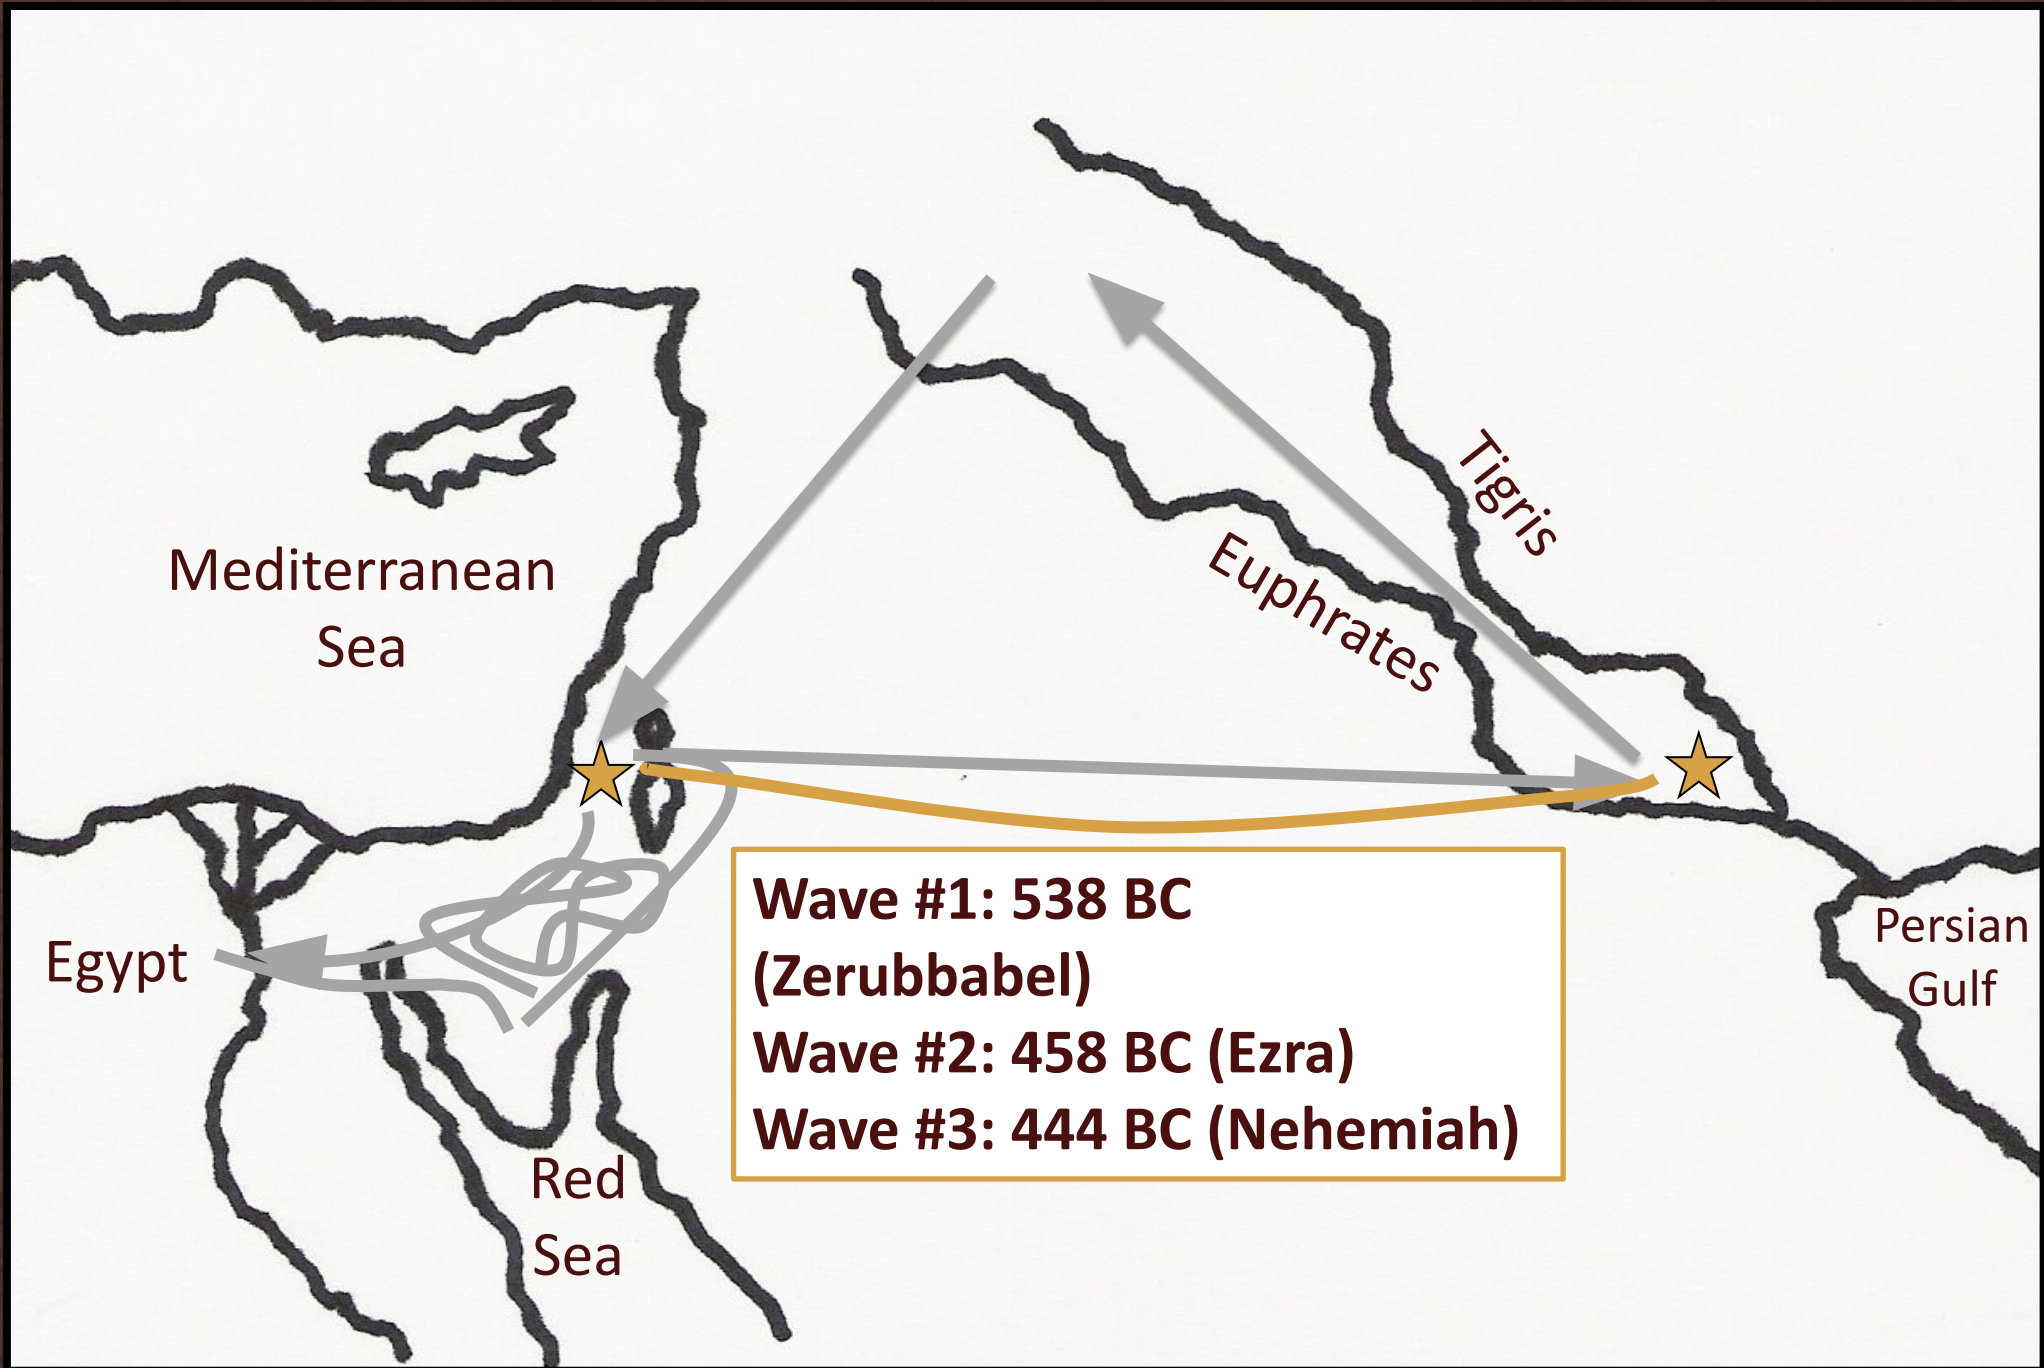 Tigris
Euphrates
Mediterranean
Sea
Egypt
Wave #1: 538 BC
(Zerubbabel)
Wave #2: 458 BC (Ezra)
Wave #3: 444 BC (Nehemiah)
Persian
Gulf
Red
Sea